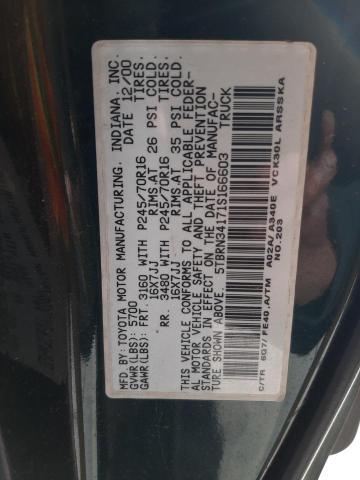 MFD.BY:TOYOTA MOTOR MANUFACTURING, INDIANA,INC.
GVWR(LBS):5700 DATE 12/00
GAWR(LBS):FRT.3160 WITH P245/70R16 TIRES.
16X7JJ RIMS.AT 26 PSI COLD.
RR. 3480 WITH P245/70R16 TIRES.
16X7JJ RIMS.AT 35 PSI COLD.
THIS VEHICLE CONFORMS TO ALL APPLICABLE FEDER-
AL MOTOR VEHICLE SAFETY AND THEFT PREVENTION
STANDARDS IN EFFECT ON THE DATE OF MANUFAC-
TURE SHOWN ABOVE. 5TBRN34171S166603 TRUCK
C/TR 6Q7/FE40,A/TM A02A/A340E VCK30L ARSSKA
NO.203